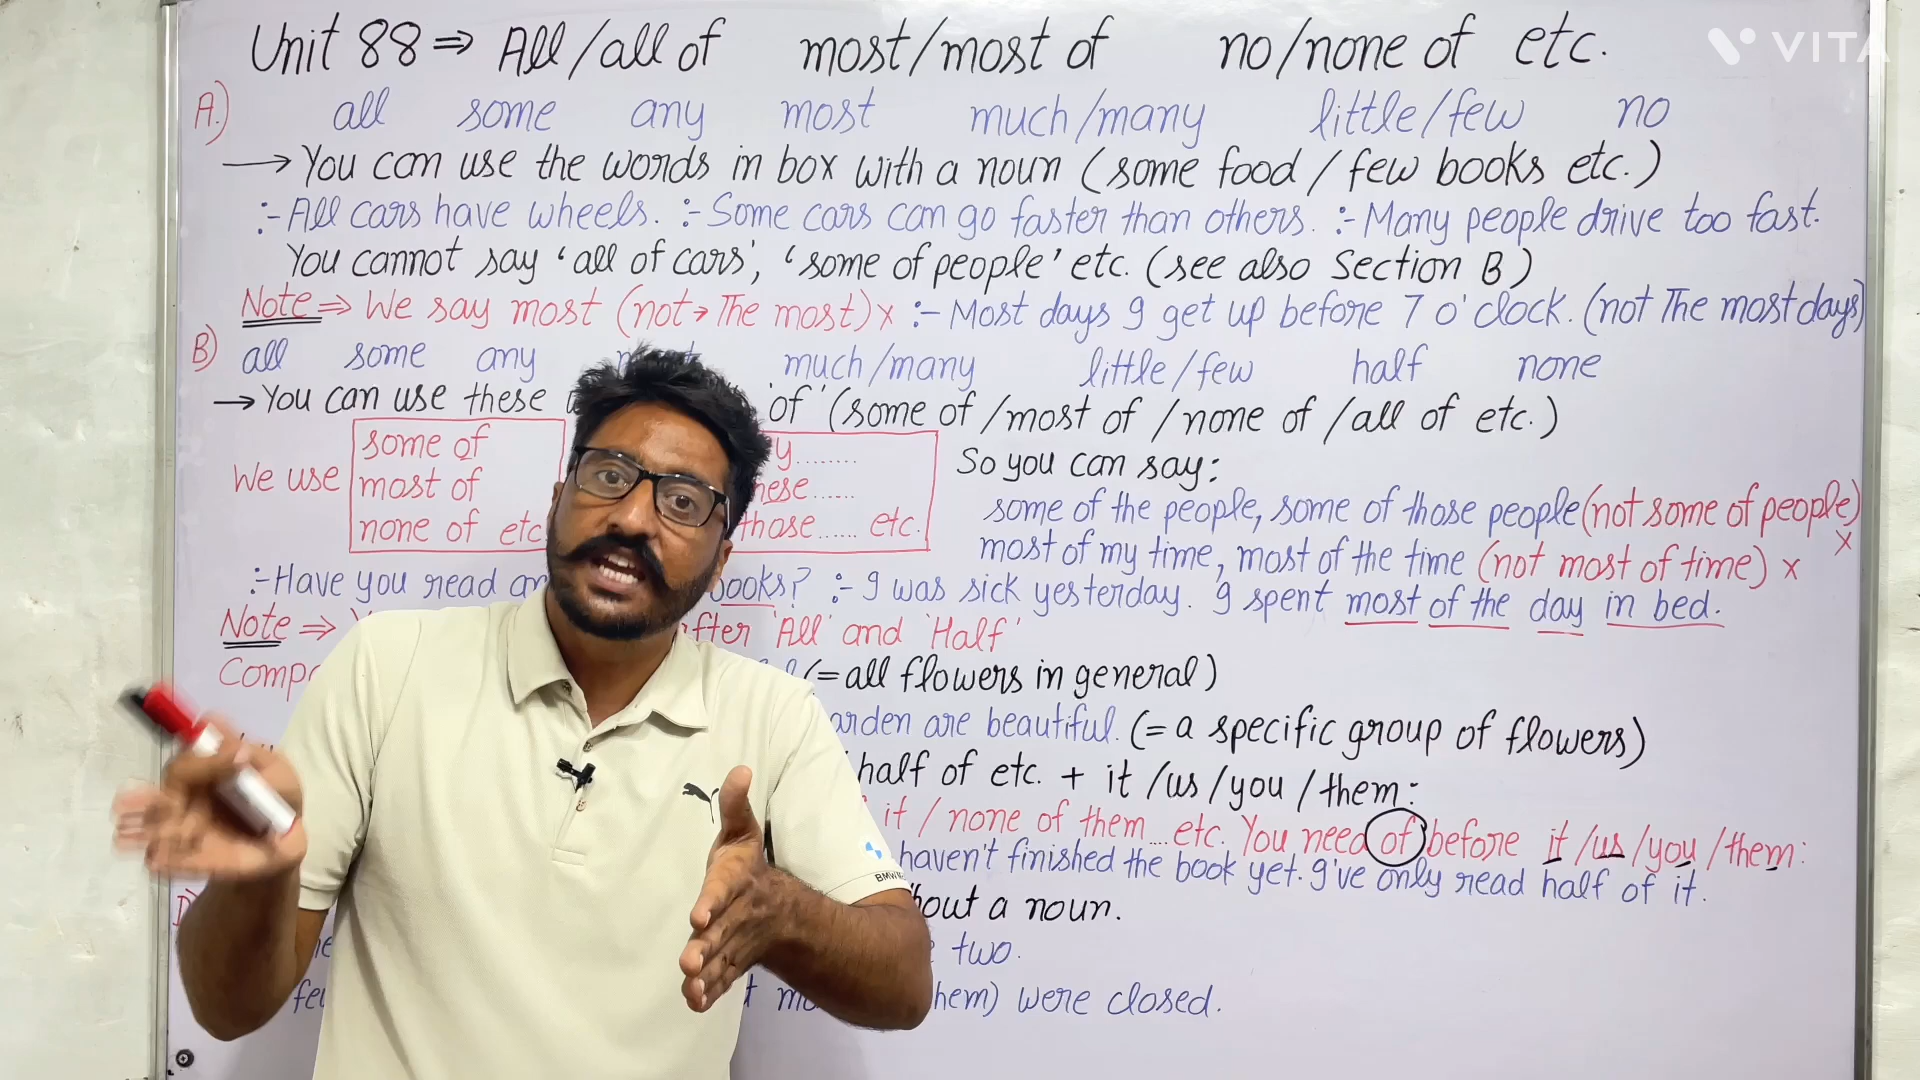 Unit 88 ⇒ All/all of most/most of no/none of etc.
VITA
A.) all some any most much/many little/few no
→ You can use the words in box with a noun (some food / few books etc.)
:- All cars have wheels. :- Some cars can go faster than others. :- Many people drive too fast.
You cannot say 'all of cars', 'some of people' etc. (see also Section B)
Note ⇒ We say most (not → The most) × :- Most days I get up before 7 o'clock. (not The most days)
B) all some any much/many little/few half none
→ You can use these 'of' (some of / most of / none of / all of etc.)
We use
some of
most of
none of etc.
those...... etc.
So you can say:
some of the people, some of those people (not some of people) ×
most of my time, most of the time (not most of time) ×
:- Have you read books? :- I was sick yesterday. I spent most of the day in bed.
Note ⇒ after 'All' and 'Half'
(= all flowers in general)
are beautiful. (= a specific group of flowers)
half of etc. + it / us / you / them:
it / none of them ... etc. You need of before it / us / you / them:
haven't finished the book yet. I've only read half of it.
a noun.
two.
were closed.
BMW